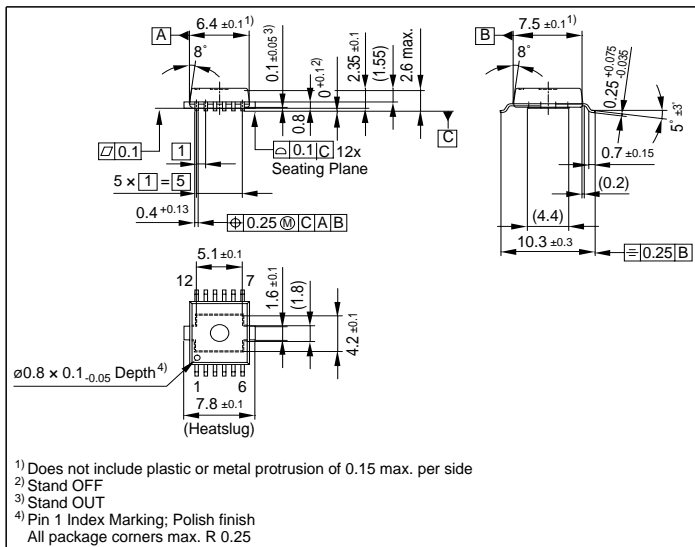 A
6.4 ±0.1 1)
8°
0.1 ±0.05 3)
0 +0.1 2)
2.35 ±0.1
(1.55)
2.6 max.
0.8
C
⏥ 0.1
1
⌓ 0.1 C 12x
Seating Plane
5 × 1 = 5
0.4 +0.13
⌖ 0.25 Ⓜ C A B
B
7.5 ±0.1 1)
8°
0.25 +0.075 -0.035
5° ±3°
0.7 ±0.15
(0.2)
(4.4)
10.3 ±0.3
⌯ 0.25 B
5.1 ±0.1
12
7
1.6 ±0.1
(1.8)
4.2 ±0.1
ø0.8 × 0.1 -0.05 Depth 4)
1
6
7.8 ±0.1
(Heatslug)
1) Does not include plastic or metal protrusion of 0.15 max. per side
2) Stand OFF
3) Stand OUT
4) Pin 1 Index Marking; Polish finish
All package corners max. R 0.25